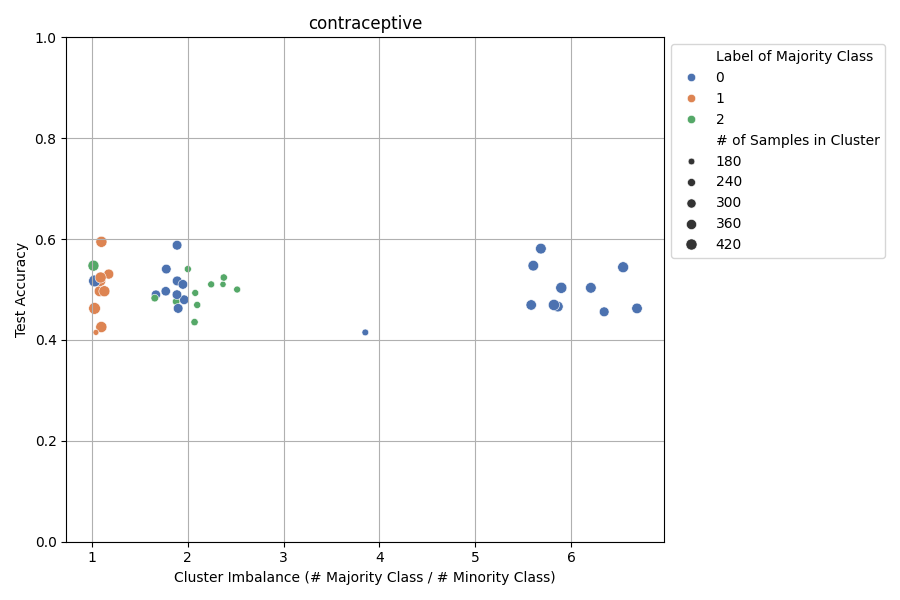 contraceptive
1.0
0.8
0.6
0.4
0.2
0.0
Test Accuracy
1 2 3 4 5 6
Cluster Imbalance (# Majority Class / # Minority Class)
Label of Majority Class
0
1
2
# of Samples in Cluster
180
240
300
360
420